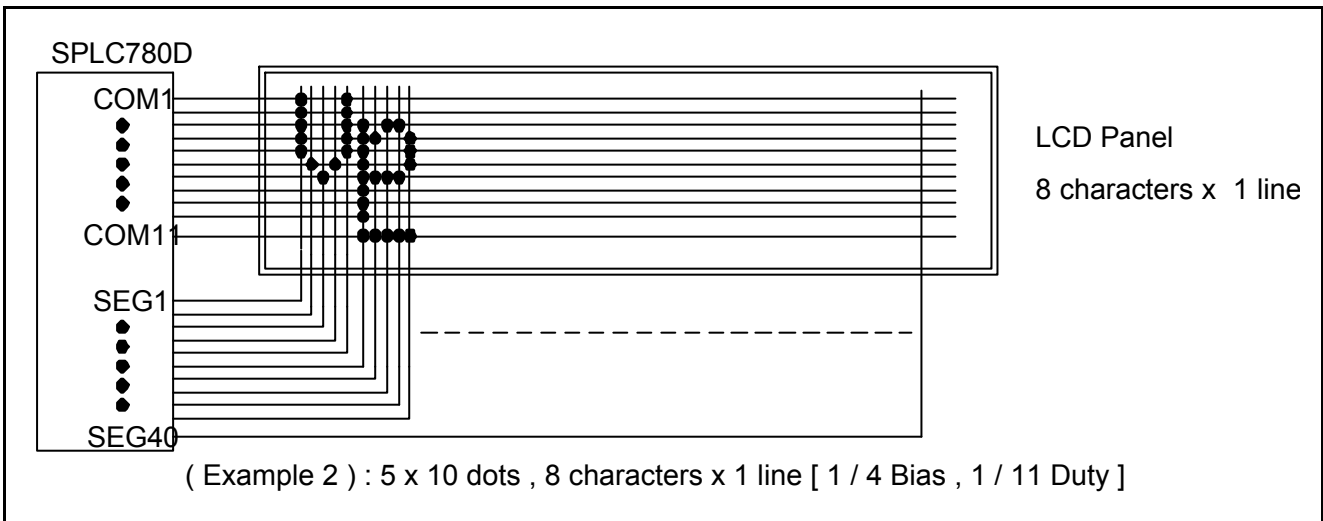 SPLC780D
COM1
COM11
SEG1
SEG40
LCD Panel
8 characters x 1 line
( Example 2 ) : 5 x 10 dots , 8 characters x 1 line [ 1 / 4 Bias , 1 / 11 Duty ]